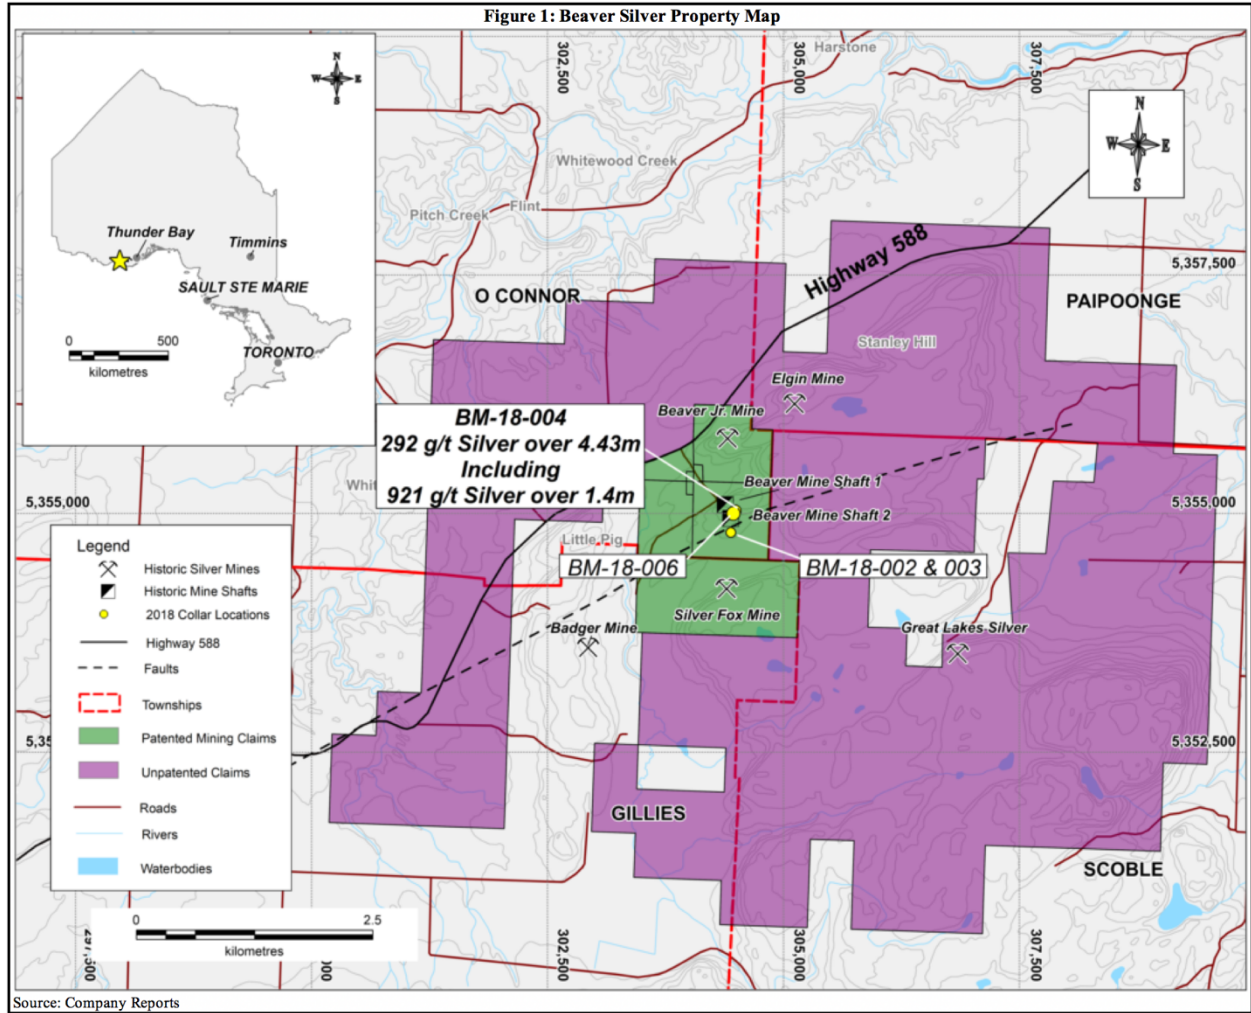 Figure 1: Beaver Silver Property Map
N
W E
S
Thunder Bay
Timmins
SAULT STE MARIE
TORONTO
0 500
kilometres
302,500
305,000
307,500
Harstone
N
W E
S
Whitewood Creek
Flint
Pitch Creek
Highway 588
5,357,500
O CONNOR
PAIPOONGE
Stanley Hill
Elgin Mine
Beaver Jr. Mine
BM-18-004
292 g/t Silver over 4.43m
Including
921 g/t Silver over 1.4m
Whit
Beaver Mine Shaft 1
5,355,000
5,355,000
Beaver Mine Shaft 2
Little Pig
BM-18-006
BM-18-002 & 003
Silver Fox Mine
Badger Mine
Great Lakes Silver
Legend
Historic Silver Mines
Historic Mine Shafts
2018 Collar Locations
Highway 588
Faults
Townships
Patented Mining Claims
Unpatented Claims
Roads
Rivers
Waterbodies
5,35
5,352,500
GILLIES
SCOBLE
0 2.5
kilometres
302,500
305,000
307,500
Source: Company Reports